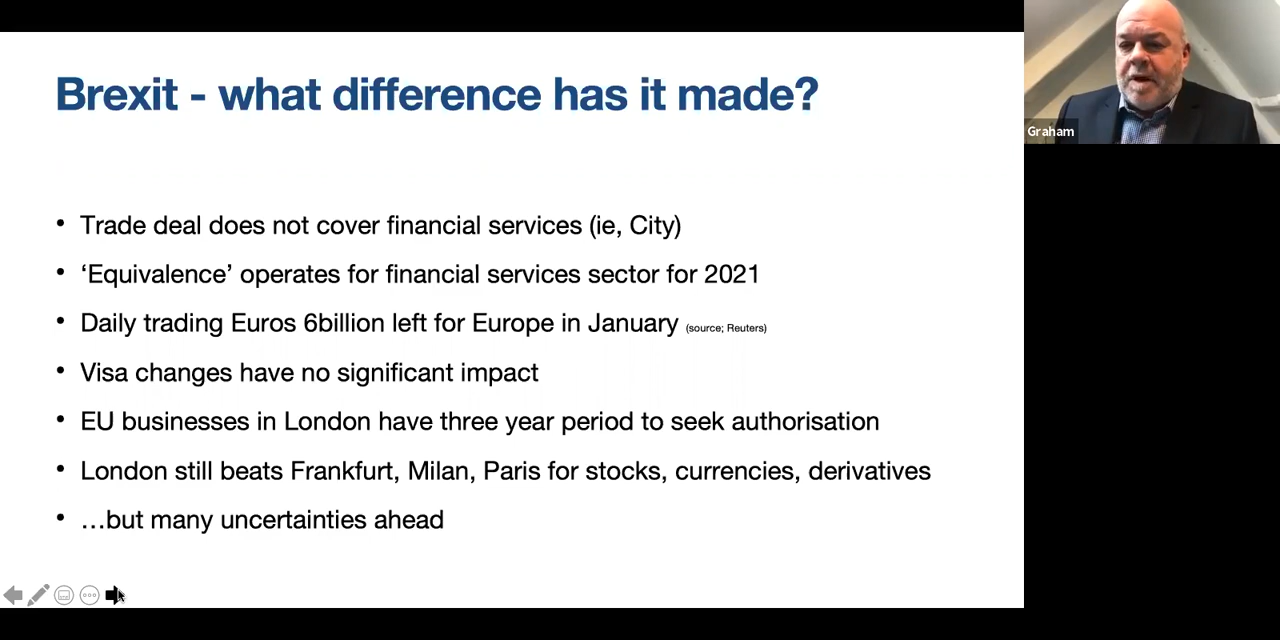 Brexit - what difference has it made?
Graham
• Trade deal does not cover financial services (ie, City)
• ‘Equivalence’ operates for financial services sector for 2021
• Daily trading Euros 6billion left for Europe in January (source; Reuters)
• Visa changes have no significant impact
• EU businesses in London have three year period to seek authorisation
• London still beats Frankfurt, Milan, Paris for stocks, currencies, derivatives
• …but many uncertainties ahead